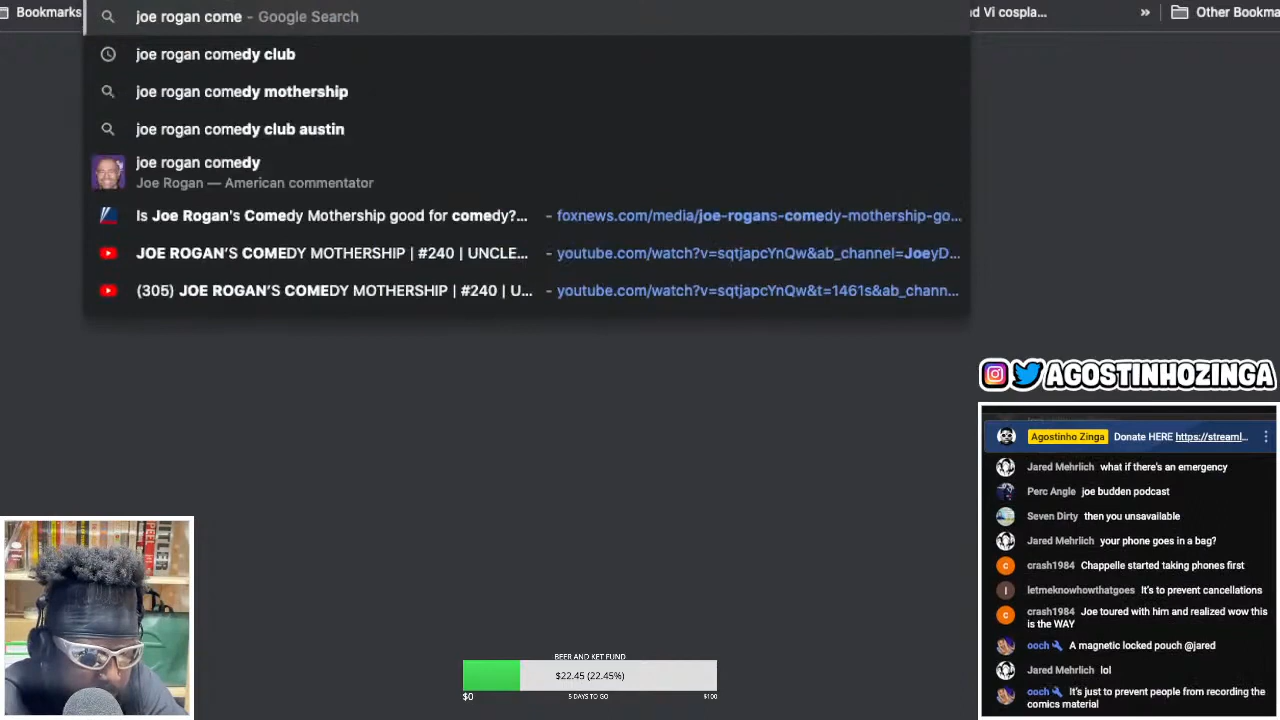 Bookmarks
joe rogan come - Google Search
d Vi cospla...
»
Other Bookma
joe rogan comedy club
joe rogan comedy mothership
joe rogan comedy club austin
joe rogan comedy
Joe Rogan — American commentator
Is Joe Rogan's Comedy Mothership good for comedy?... - foxnews.com/media/joe-rogans-comedy-mothership-go...
JOE ROGAN'S COMEDY MOTHERSHIP | #240 | UNCLE... - youtube.com/watch?v=sqtjapcYnQw&ab_channel=JoeyD...
(305) JOE ROGAN'S COMEDY MOTHERSHIP | #240 | U... - youtube.com/watch?v=sqtjapcYnQw&t=1461s&ab_chann...
AGOSTINHOZINGA
Agostinho Zinga Donate HERE https://streaml...
Jared Mehrlich what if there's an emergency
Perc Angle joe budden podcast
Seven Dirty then you unsavailable
Jared Mehrlich your phone goes in a bag?
crash1984 Chappelle started taking phones first
letmeknowhowthatgoes It's to prevent cancellations
crash1984 Joe toured with him and realized wow this
is the WAY
ooch A magnetic locked pouch @jared
Jared Mehrlich lol
ooch It's just to prevent people from recording the
comics material
PEEL
BEER AND KET FUND
$22.45 (22.45%)
$0 5 DAYS TO GO $100